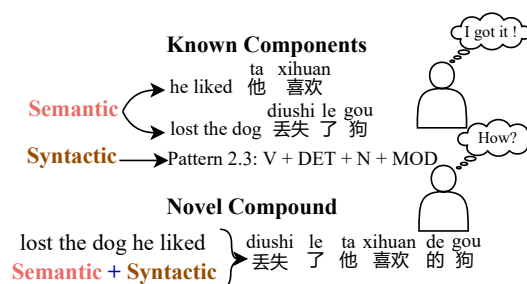 I got it !
Known Components
ta xihuan
he liked 他 喜欢
Semantic
diushi le gou
lost the dog 丢失 了 狗
Syntactic
Pattern 2.3: V + DET + N + MOD
How?
Novel Compound
diushi le ta xihuan de gou
lost the dog he liked
丢失 了 他 喜欢 的 狗
Semantic + Syntactic